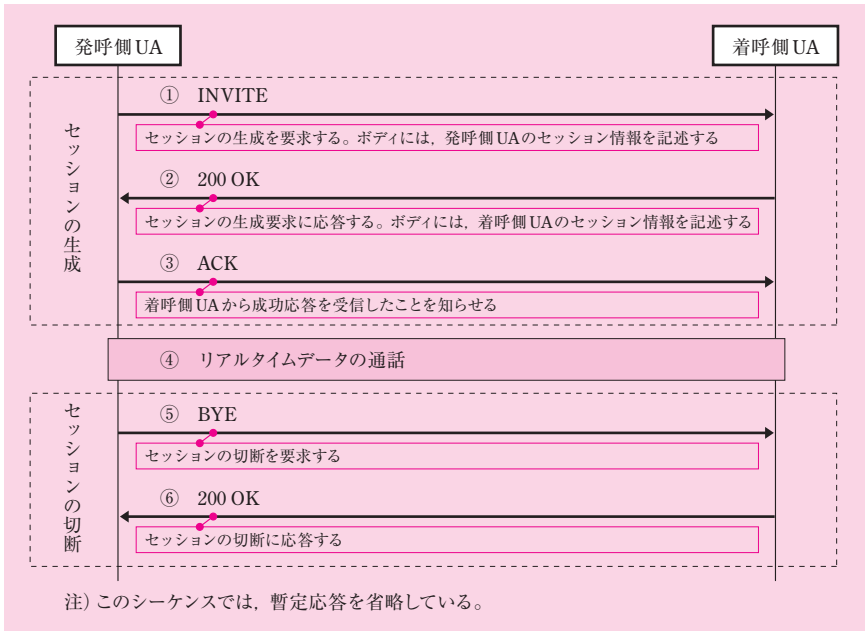 発呼側UA
着呼側UA
セッションの生成
① INVITE
セッションの生成を要求する。ボディには，発呼側UAのセッション情報を記述する
② 200 OK
セッションの生成要求に応答する。ボディには，着呼側UAのセッション情報を記述する
③ ACK
着呼側UAから成功応答を受信したことを知らせる
④ リアルタイムデータの通話
セッションの切断
⑤ BYE
セッションの切断を要求する
⑥ 200 OK
セッションの切断に応答する
注）このシーケンスでは，暫定応答を省略している。